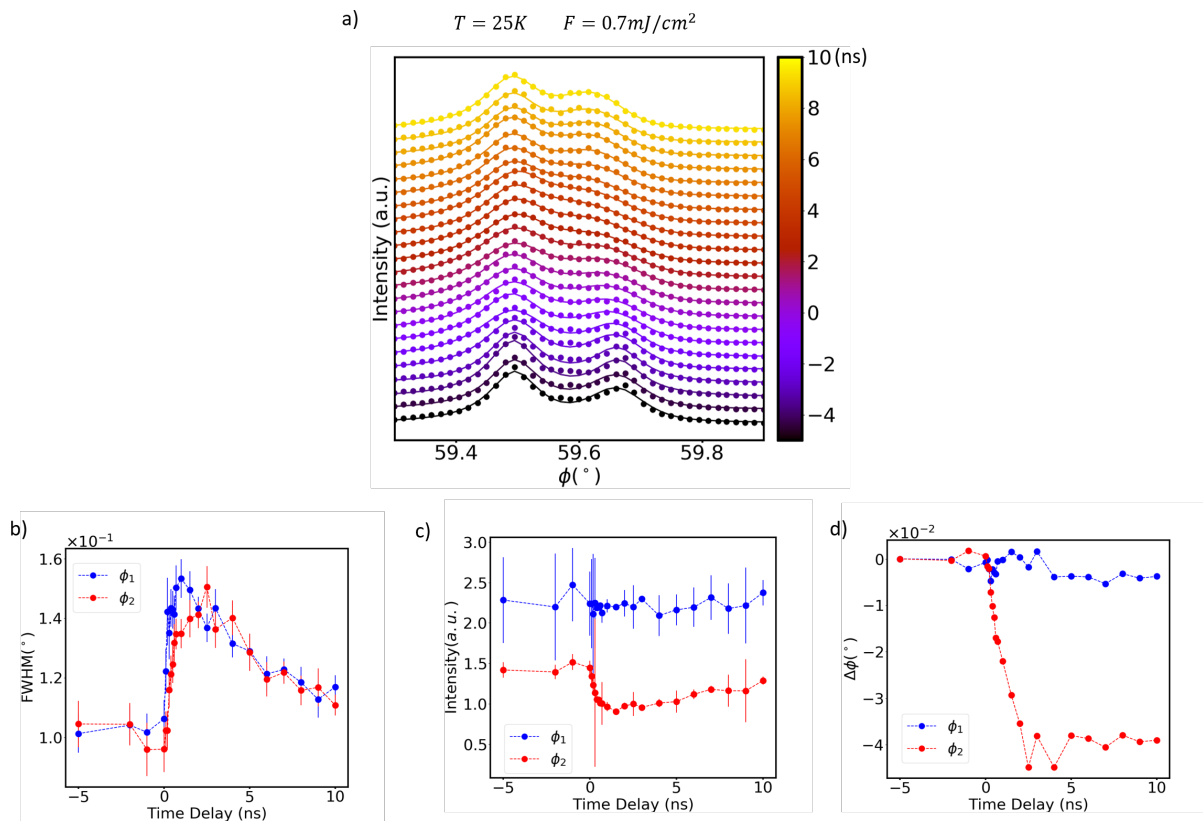 a) T = 25K F = 0.7mJ/cm²
10 (ns)
8
6
4
2
0
−2
−4
Intensity (a.u.)
59.4 59.6 59.8
ϕ(°)
b)
×10⁻¹
1.6
1.4
1.2
1.0
FWHM(°)
ϕ₁
ϕ₂
−5 0 5 10
Time Delay (ns)
c)
3.0
2.5
2.0
1.5
1.0
0.5
Intensity(a. u.)
ϕ₁
ϕ₂
−5 0 5 10
Time Delay (ns)
d)
×10⁻²
0
−1
−2
−3
−4
Δϕ(°)
ϕ₁
ϕ₂
−5 0 5 10
Time Delay (ns)